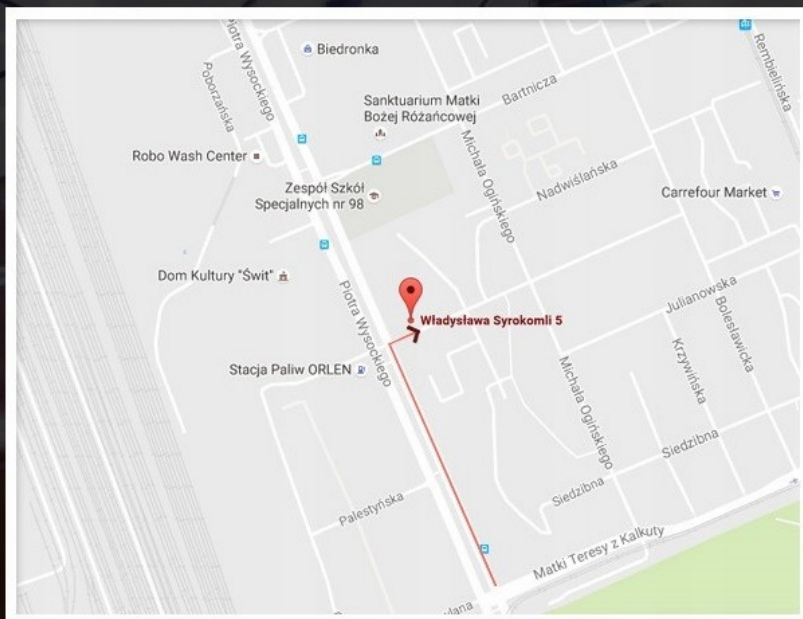 Piotra Wysockiego
Rembielińska
Biedronka
Poborzańska
Bartnicza
Sanktuarium Matki
Bożej Różańcowej
Robo Wash Center
Michała Ogińskiego
Nadwiślańska
Zespół Szkół
Specjalnych nr 98
Carrefour Market
Dom Kultury "Świt"
Piotra Wysockiego
Julianowska
Władysława Syrokomli 5
Bolesławicka
Krzywińska
Stacja Paliw ORLEN
Michała Ogińskiego
Siedzibna
Siedzibna
Palestyńska
Matki Teresy z Kalkuty